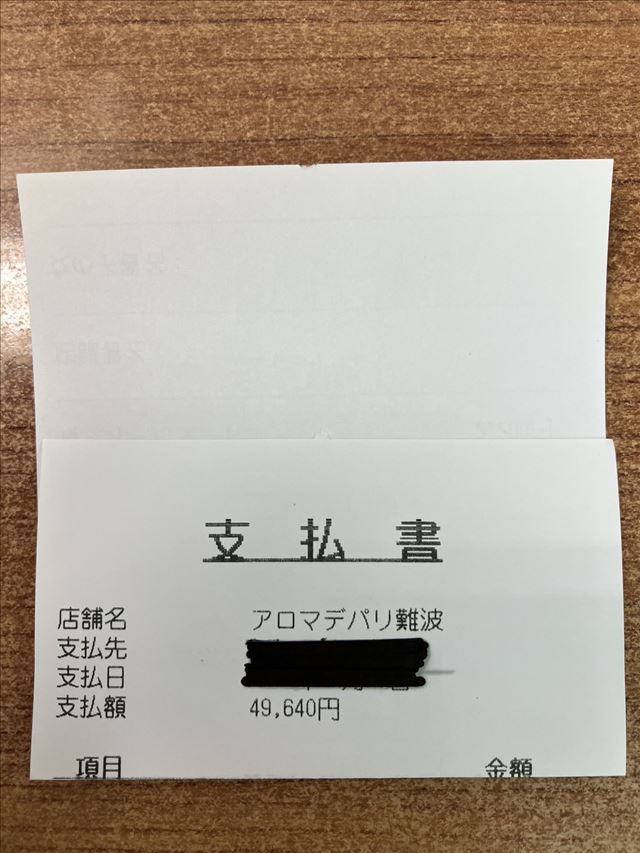 支払書
店舗名 アロマデパリ難波
支払先
支払日
支払額 49,640円
項目 金額